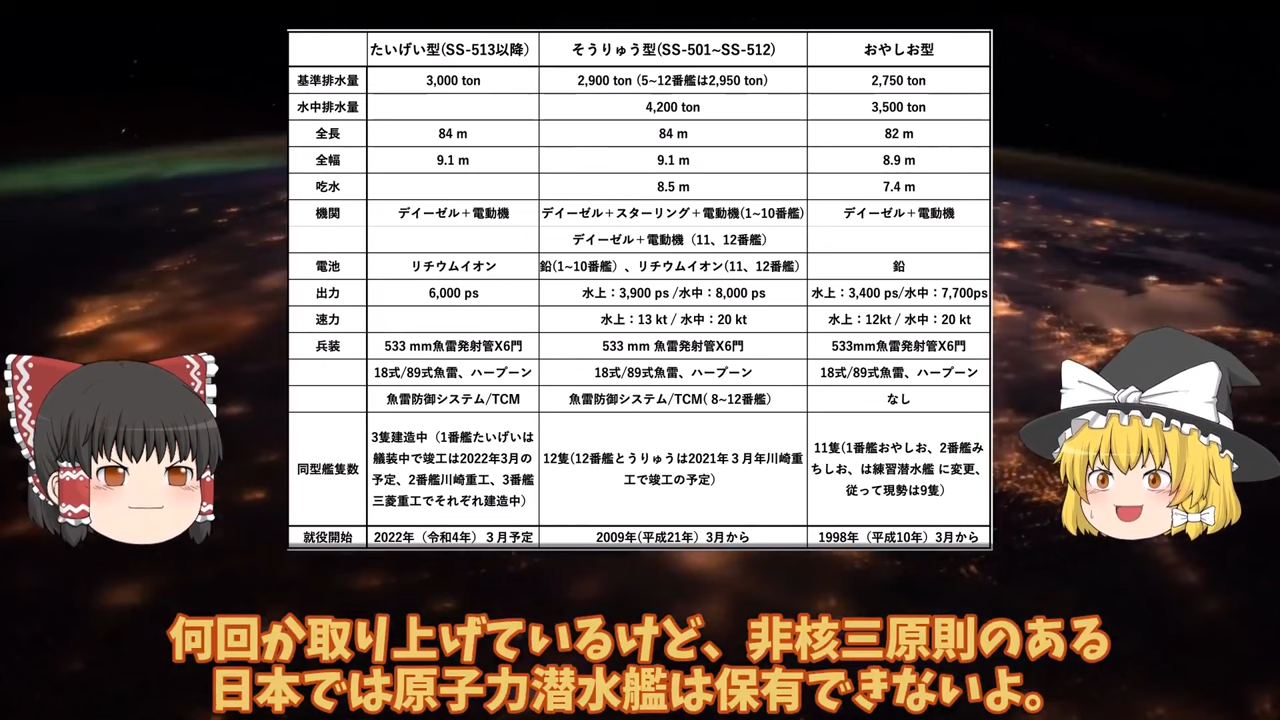 たいげい型(SS-513以降) そうりゅう型(SS-501~SS-512) おやしお型
基準排水量 3,000 ton 2,900 ton (5~12番艦は2,950 ton) 2,750 ton
水中排水量 4,200 ton 3,500 ton
全長 84 m 84 m 82 m
全幅 9.1 m 9.1 m 8.9 m
吃水 8.5 m 7.4 m
機関 デイーゼル＋電動機 デイーゼル＋スターリング＋電動機(1~10番艦) デイーゼル＋電動機
デイーゼル＋電動機（11、12番艦）
電池 リチウムイオン 鉛(1~10番艦）、リチウムイオン(11、12番艦） 鉛
出力 6,000 ps 水上：3,900 ps /水中：8,000 ps 水上：3,400 ps/水中：7,700ps
速力 水上：13 kt / 水中：20 kt 水上：12kt / 水中：20 kt
兵装 533 mm魚雷発射管X6門 533 mm 魚雷発射管X6門 533mm魚雷発射管X6門
18式/89式魚雷、ハープーン 18式/89式魚雷、ハープーン 18式/89式魚雷、ハープーン
魚雷防御システム/TCM 魚雷防御システム/TCM( 8~12番艦） なし
同型艦隻数
3隻建造中（1番艦たいげいは
艤装中で竣工は2022年3月の
予定、2番艦川崎重工、3番艦
三菱重工でそれぞれ建造中）
12隻(12番艦とうりゅうは2021年３月年川崎重
工で竣工の予定）
11隻(1番艦おやしお、2番艦み
ちしお、は練習潜水艦 に変更、
従って現勢は9隻）
就役開始 2022年（令和4年）３月予定 2009年(平成21年）3月から 1998年（平成10年）3月から
何回か取り上げているけど、非核三原則のある
日本では原子力潜水艦は保有できないよ。